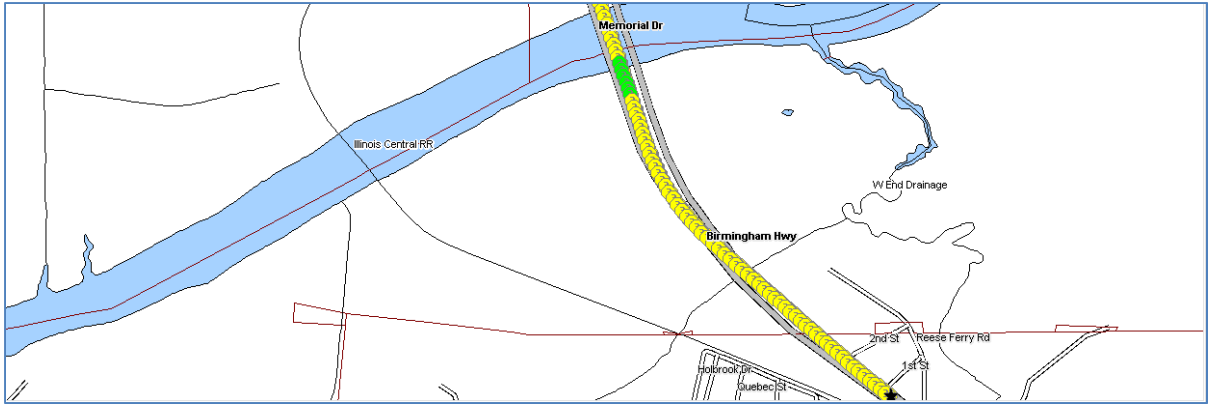 Memorial Dr
Illinois Central RR
W End Drainage
Birmingham Hwy
2nd St
Reese Ferry Rd
1st St
Holbrook Dr
Quebec St